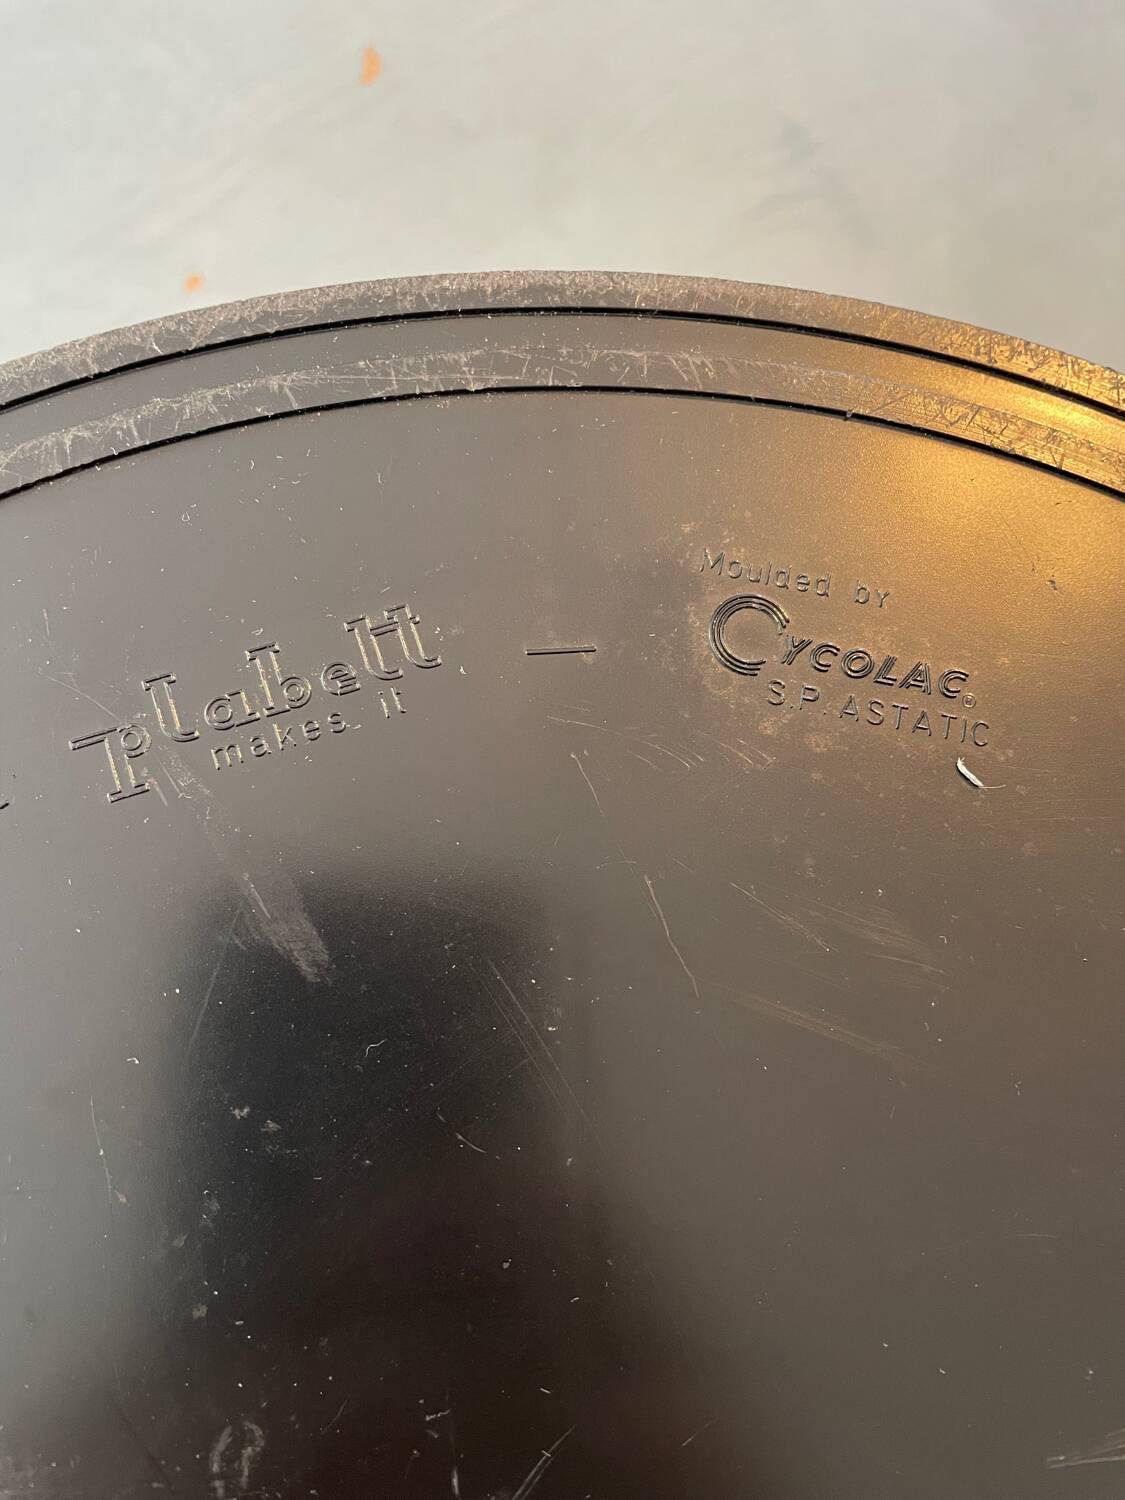 Plabett
makes it
—
Moulded by
CYCOLAC®
S.P. ASTATIC